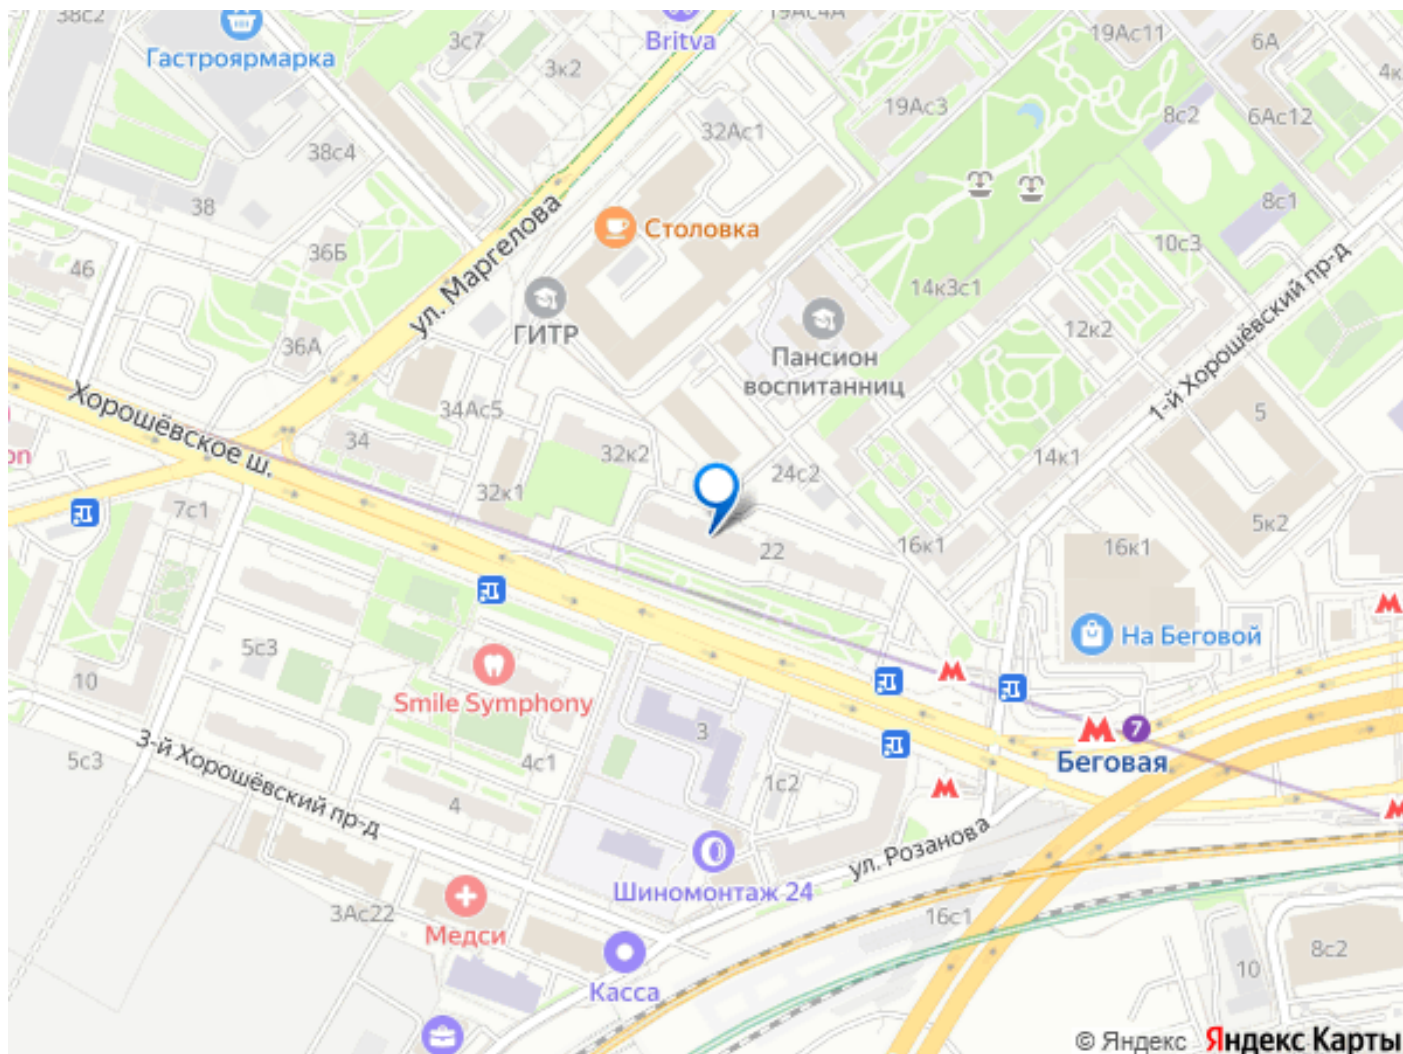 38с2
Гастроярмарка
3с7
3к2
Britva
19Ас4А
19Ас11
6А
4к
19Ас3
8с2
6Ас12
32Ас1
38с4
38
36Б
46
ул. Маргелова
Столовка
8с1
10с3
14к3с1
ГИТР
Пансион
воспитанниц
12к2
1-й Хорошёвский пр-д
36А
34Ас5
34
Хорошёвское ш.
on
32к2
32к1
24с2
14к1
5
5к2
7с1
22
16к1
16к1
На Беговой
5с3
10
Smile Symphony
3
7
Беговая
5с3
3-й Хорошёвский пр-д
4с1
4
1с2
ул. Розанова
Шиномонтаж 24
3Ас22
Медси
16с1
8с2
10
Касса
© Яндекс Яндекс Карты